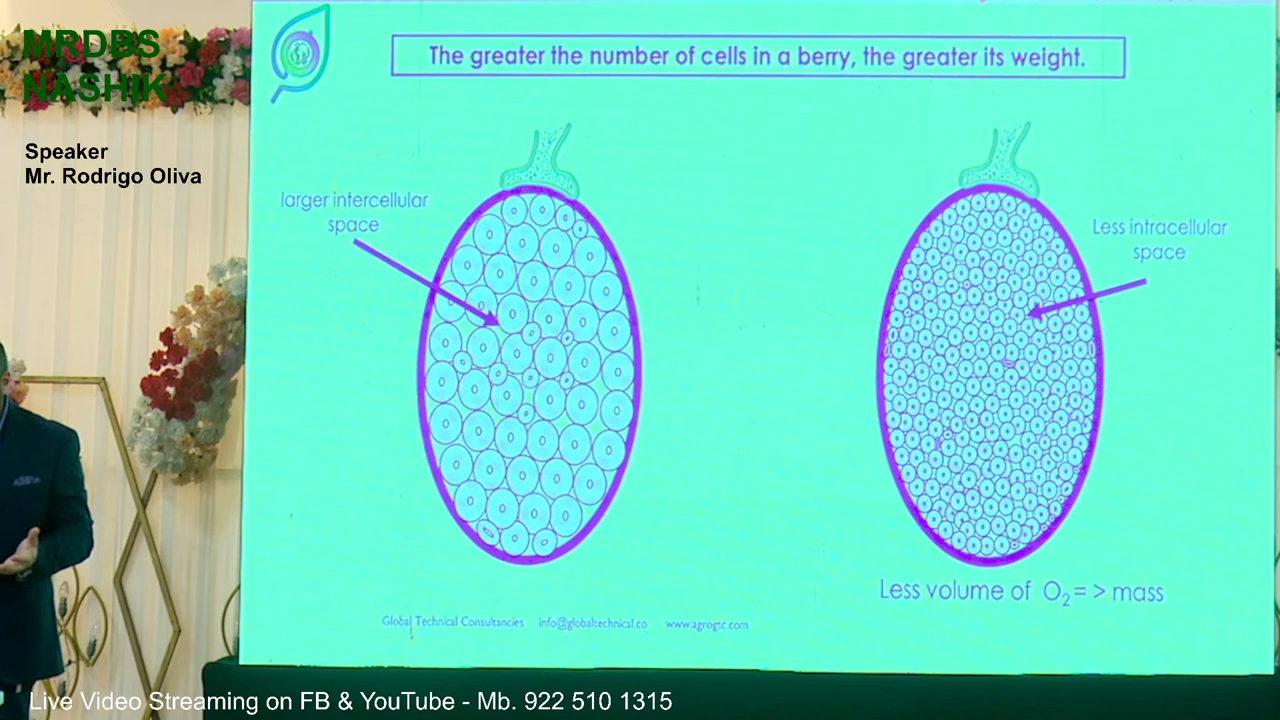 MRDBS
NASHIK
Speaker
Mr. Rodrigo Oliva
The greater the number of cells in a berry, the greater its weight.
larger intercellular
space
Less intracellular
space
Less volume of O₂ = > mass
Global Technical Consultancies info@globaltechnical.co www.agrogtc.com
Live Video Streaming on FB & YouTube - Mb. 922 510 1315